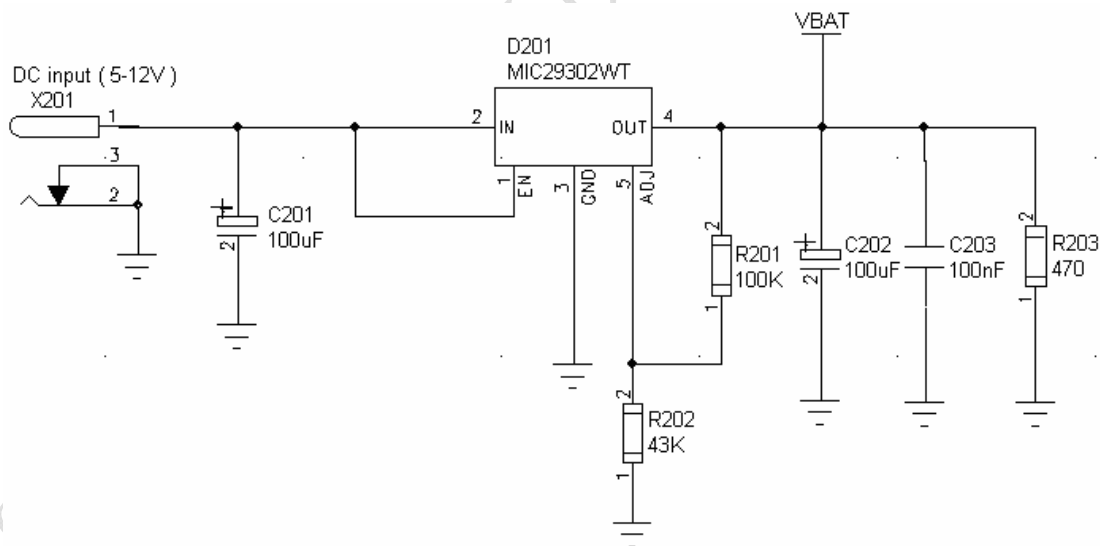 VBAT
D201
MIC29302WT
DC input ( 5-12V )
X201
1
2
IN
OUT
4
3
2
1
EN
3
GND
5
ADJ
C201
100uF
2
2
R201
100K
1
C202
100uF
2
C203
100nF
2
R203
470
1
2
R202
43K
1